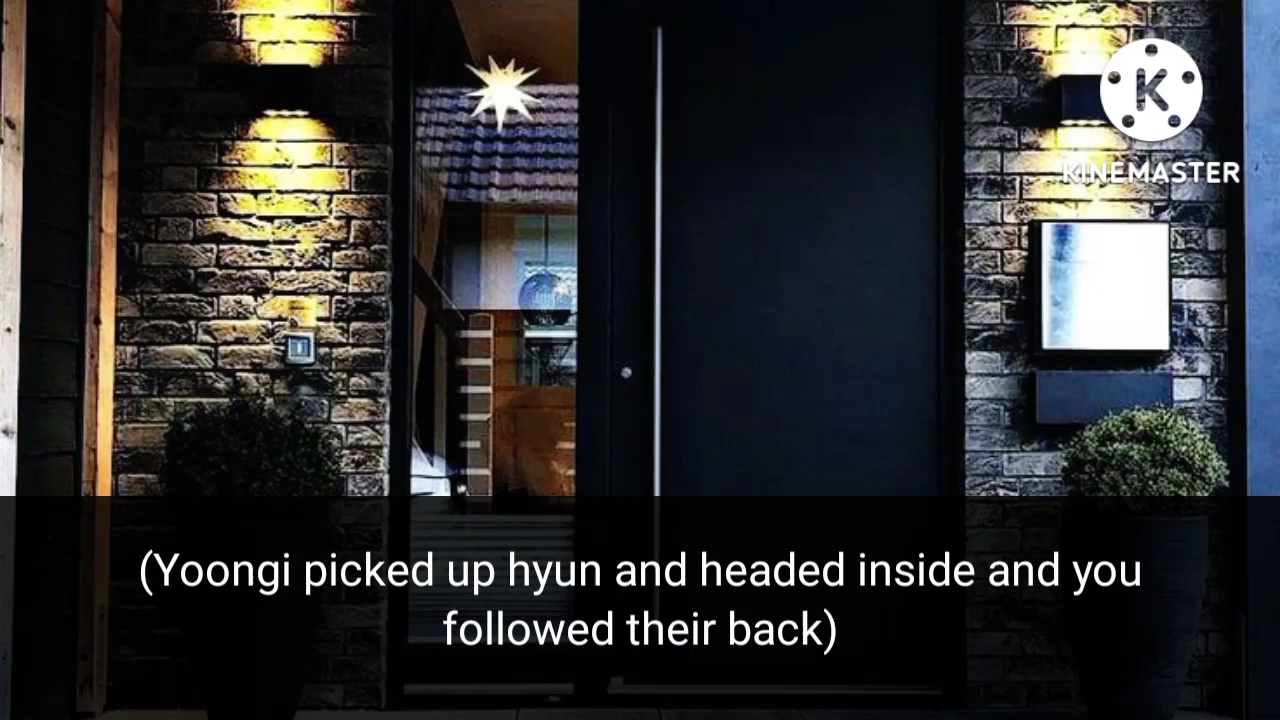 K
KINEMASTER
(Yoongi picked up hyun and headed inside and you
followed their back)